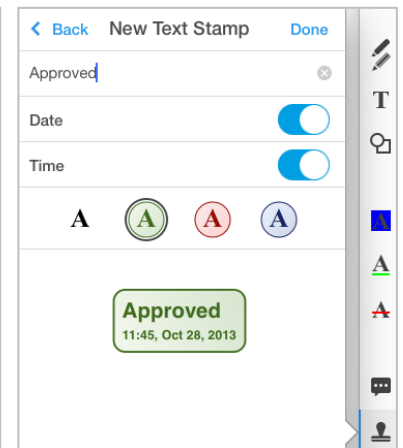 Back New Text Stamp Done
Approved
T
Date
Time
A A A A
A
A
A
Approved
11:45, Oct 28, 2013